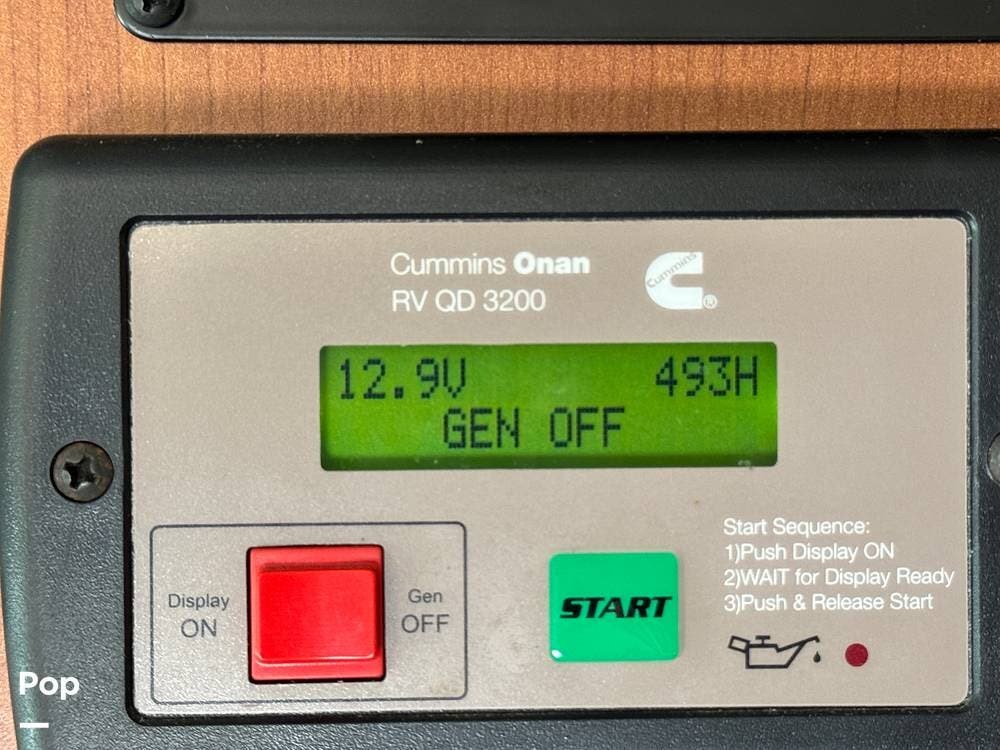 Cummins Onan
RV QD 3200
Cummins
®
12.9V 493H
GEN OFF
Display
ON
Gen
OFF
START
Start Sequence:
1)Push Display ON
2)WAIT for Display Ready
3)Push & Release Start
Pop